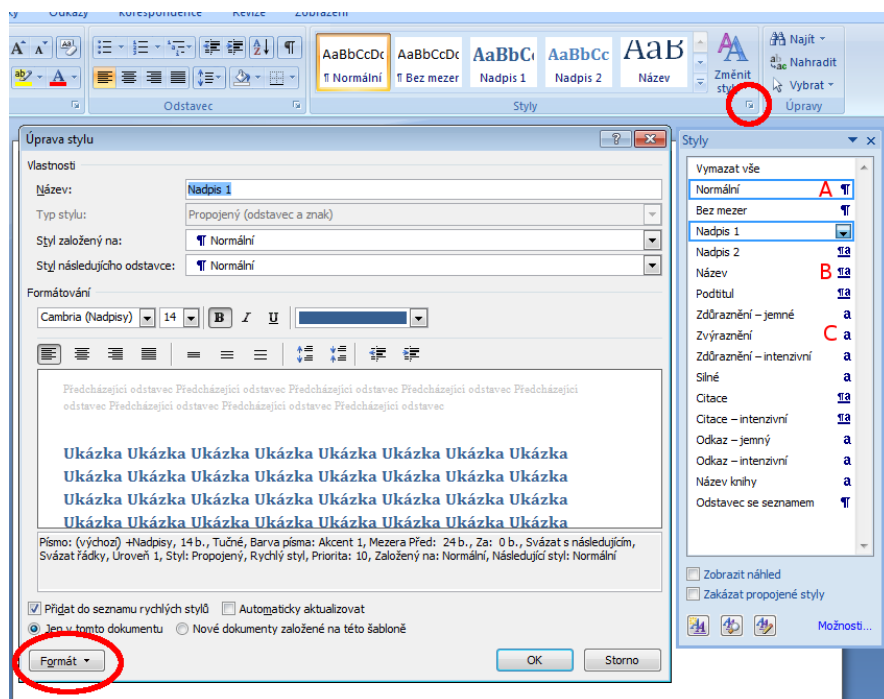 Odkazy Korespondence Revize Zobrazení
AaBbCcDc AaBbCcDc AaBbC AaBbCc AaB
¶ Normální ¶ Bez mezer Nadpis 1 Nadpis 2 Název
Změnit
styly
Najít
Nahradit
Vybrat
Odstavec
Styly
Úpravy
Úprava stylu
Vlastnosti
Název: Nadpis 1
Typ stylu: Propojený (odstavec a znak)
Styl založený na: ¶ Normální
Styl následujícího odstavce: ¶ Normální
Formátování
Cambria (Nadpisy) 14 B I U
Předcházející odstavec Předcházející odstavec Předcházející odstavec Předcházející odstavec Předcházející
odstavec Předcházející odstavec Předcházející odstavec Předcházející odstavec
Ukázka Ukázka Ukázka Ukázka Ukázka Ukázka Ukázka Ukázka
Ukázka Ukázka Ukázka Ukázka Ukázka Ukázka Ukázka Ukázka
Ukázka Ukázka Ukázka Ukázka Ukázka Ukázka Ukázka Ukázka
Ukázka Ukázka Ukázka Ukázka Ukázka Ukázka Ukázka Ukázka
Písmo: (výchozí) +Nadpisy, 14 b., Tučné, Barva písma: Akcent 1, Mezera Před: 24 b., Za: 0 b., Svázat s následujícím,
Svázat řádky, Úroveň 1, Styl: Propojený, Rychlý styl, Priorita: 10, Založený na: Normální, Následující styl: Normální
Přidat do seznamu rychlých stylů Automaticky aktualizovat
Jen v tomto dokumentu Nové dokumenty založené na této šabloně
Formát
OK Storno
Styly
Vymazat vše
Normální A ¶
Bez mezer ¶
Nadpis 1
Nadpis 2 ¶a
Název B ¶a
Podtitul ¶a
Zdůraznění – jemné a
Zvýraznění C a
Zdůraznění – intenzivní a
Silné a
Citace ¶a
Citace – intenzivní ¶a
Odkaz – jemný a
Odkaz – intenzivní a
Název knihy a
Odstavec se seznamem ¶
Zobrazit náhled
Zakázat propojené styly
Možnosti...